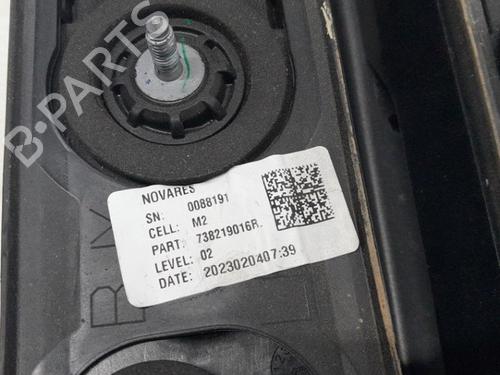 B-PARTS
NOVARES
SN: 0088191
CELL: M2
PART: 738219016R.
LEVEL: 02
DATE: 2023020407:39